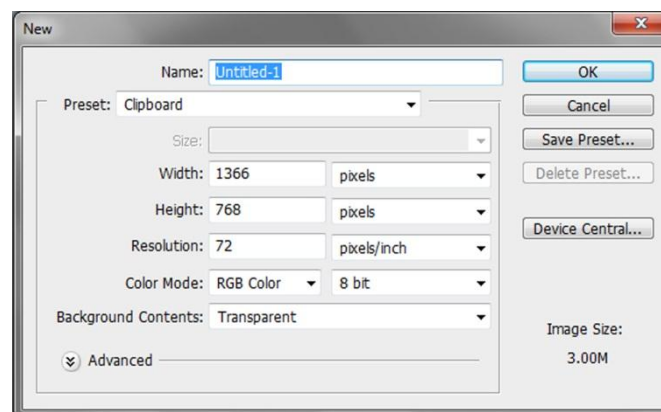 New
Name: Untitled-1
OK
Preset: Clipboard
Cancel
Size:
Save Preset...
Width: 1366 pixels
Delete Preset...
Height: 768 pixels
Device Central...
Resolution: 72 pixels/inch
Color Mode: RGB Color 8 bit
Background Contents: Transparent
Image Size:
3.00M
Advanced